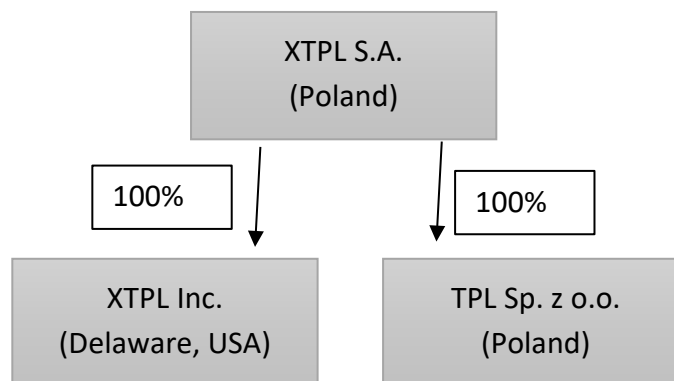 XTPL S.A.
(Poland)
100%
100%
XTPL Inc.
(Delaware, USA)
TPL Sp. z o.o.
(Poland)